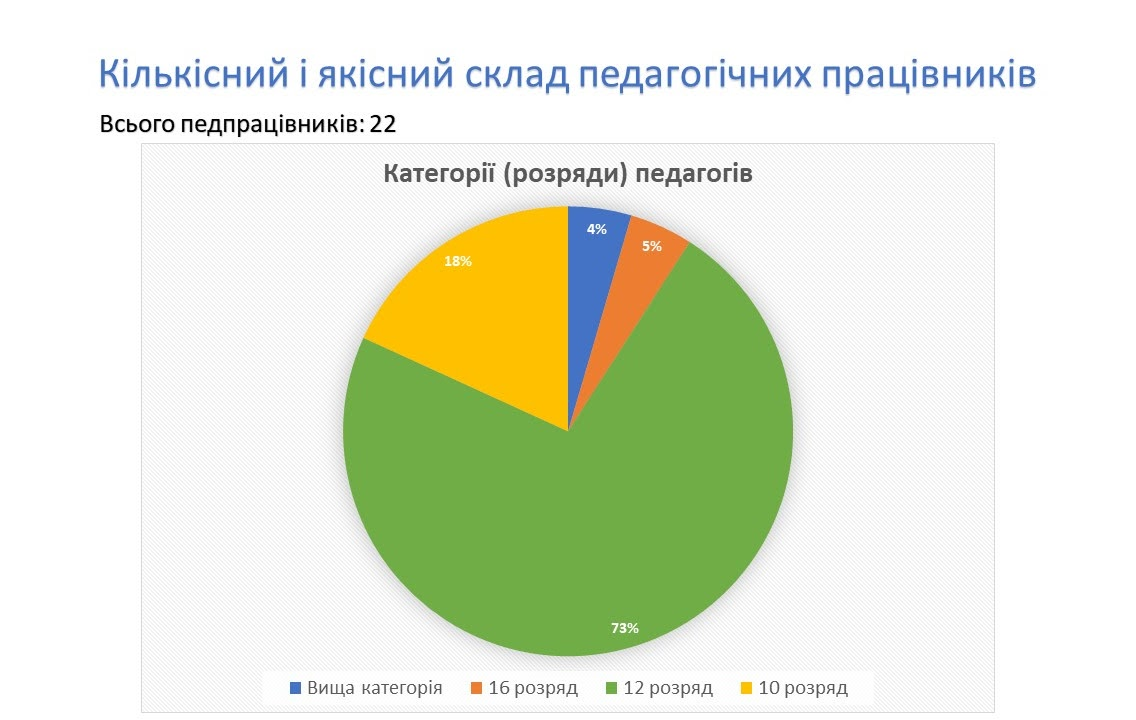 Кількісний і якісний склад педагогічних працівників
Всього педпрацівників: 22
Категорії (розряди) педагогів
4%
5%
18%
73%
Вища категорія 16 розряд 12 розряд 10 розряд